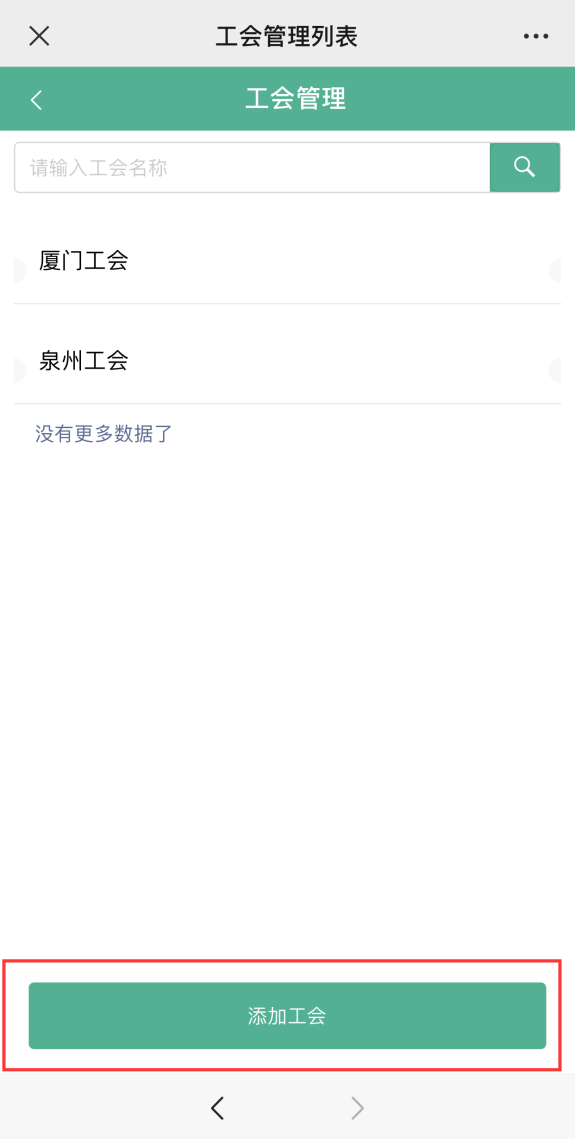 工会管理列表
工会管理
请输入工会名称
厦门工会
泉州工会
没有更多数据了
添加工会